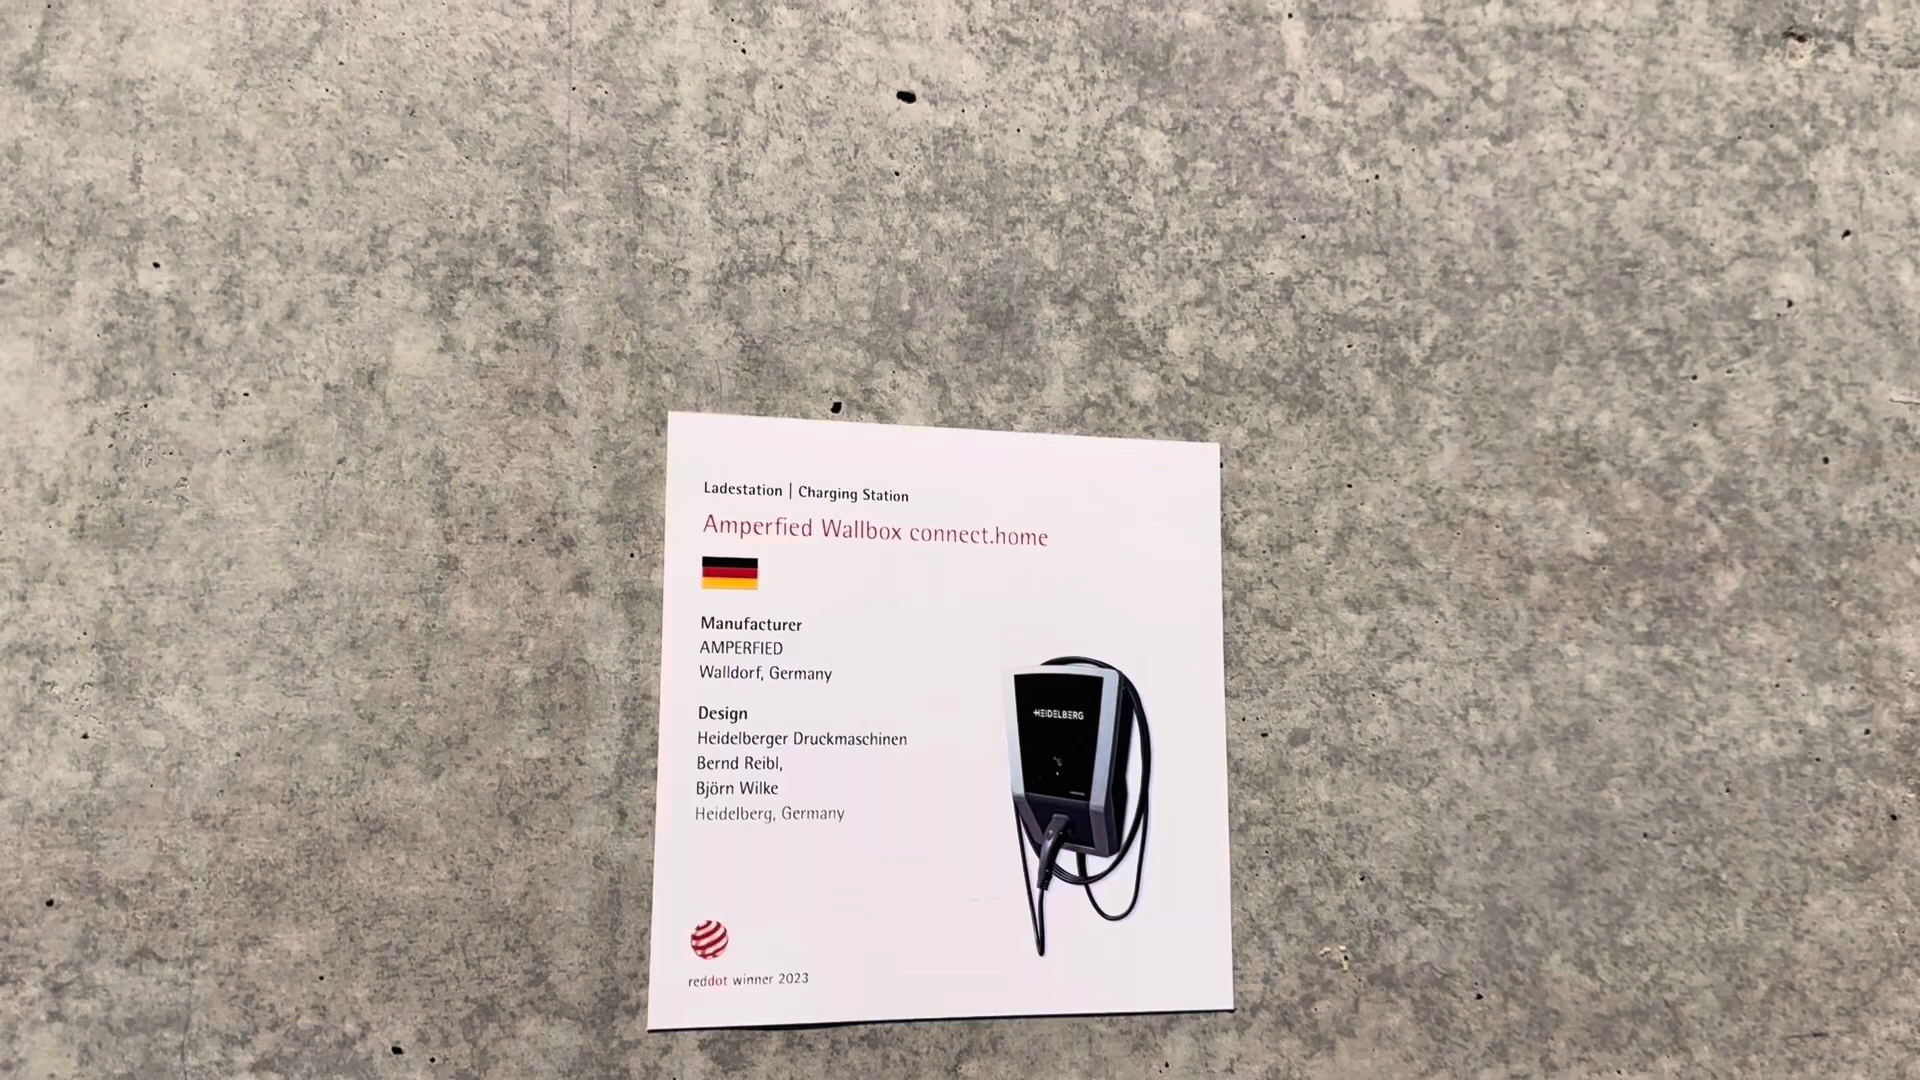 Ladestation | Charging Station
Amperfied Wallbox connect.home
Manufacturer
AMPERFIED
Walldorf, Germany
Design
Heidelberger Druckmaschinen
Bernd Reibl,
Björn Wilke
Heidelberg, Germany
HEIDELBERG
reddot winner 2023